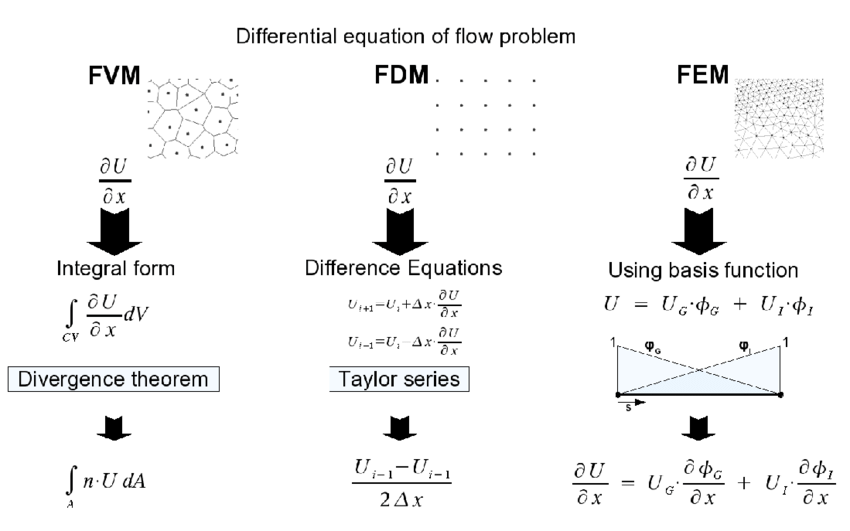 Differential equation of flow problem
FVM
FDM
FEM
∂U/∂x
∂U/∂x
∂U/∂x
Integral form
Difference Equations
Using basis function
∫_CV ∂U/∂x dV
U_{i+1}=U_i+Δx·∂U/∂x
U_{i−1}=U_i−Δx·∂U/∂x
U = U_G·ϕ_G + U_I·ϕ_I
1 φ_G φ_I 1
s
Divergence theorem
Taylor series
∫_A n·U dA
(U_{i−1}−U_{i−1})/(2Δx)
∂U/∂x = U_G·∂ϕ_G/∂x + U_I·∂ϕ_I/∂x